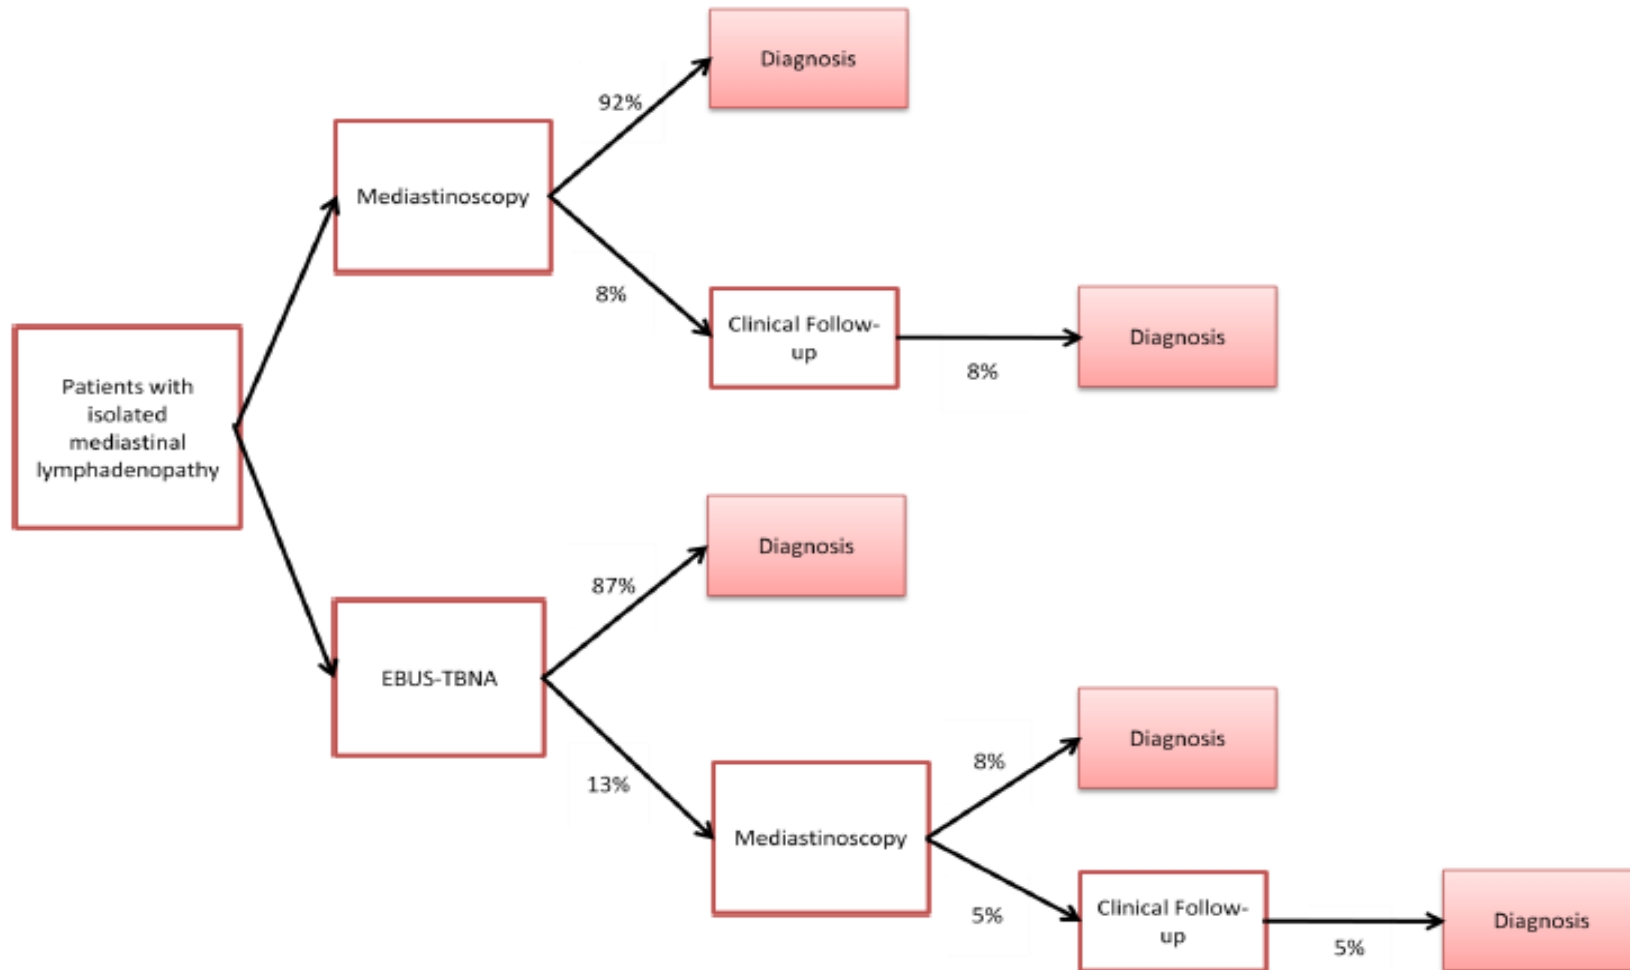 Diagnosis
92%
Mediastinoscopy
8%
Clinical Follow-
up
8%
Diagnosis
Patients with
isolated
mediastinal
lymphadenopathy
Diagnosis
87%
EBUS-TBNA
13%
Mediastinoscopy
8%
Diagnosis
5%
Clinical Follow-
up
5%
Diagnosis